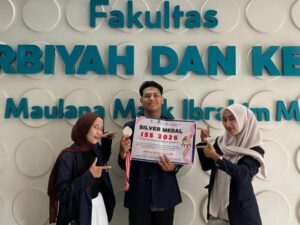 Fakultas
RBIYAH DAN KE
Maulana Malik Ibrahim M
SILVER MEDAL
ISS 2025